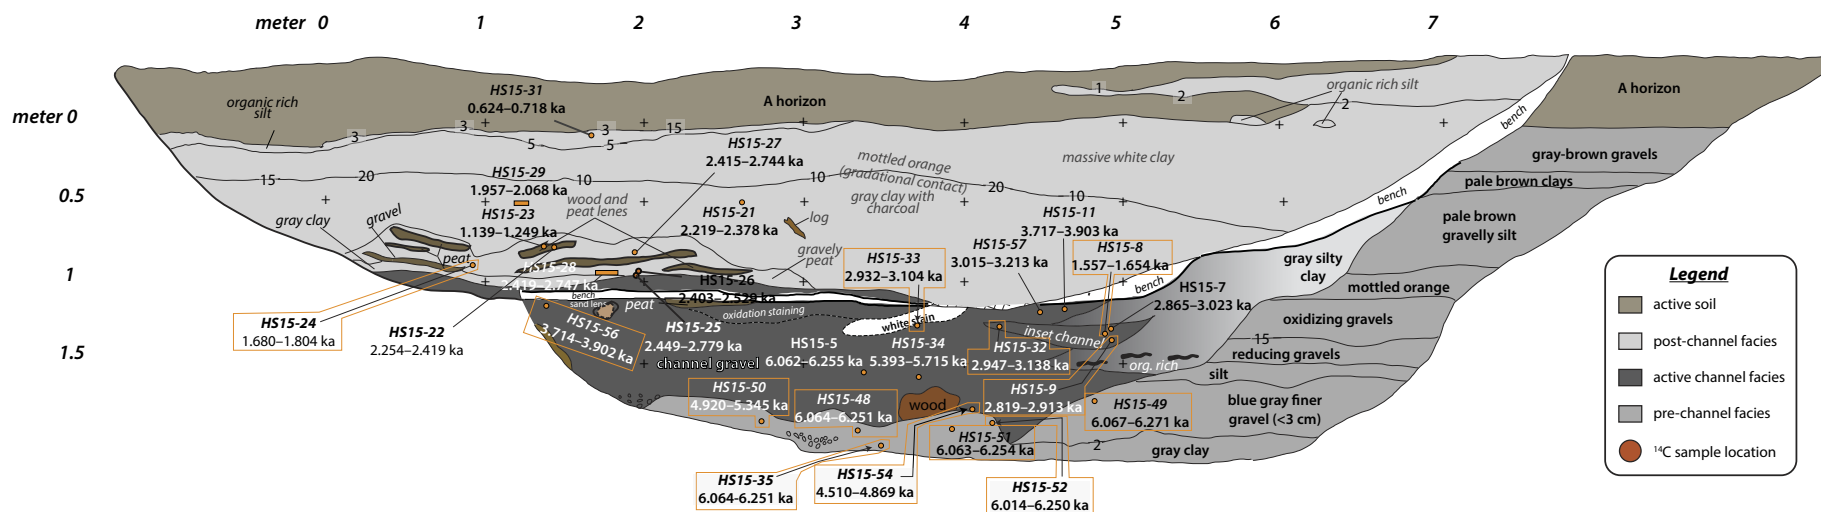 meter 0 1 2 3 4 5 6 7
meter 0
0.5
1
1.5
organic rich
silt
HS15-31
0.624–0.718 ka
A horizon
1
2
organic rich silt
2
A horizon
bench
3
3
5
3
5
15
HS15-27
2.415–2.744 ka
mottled orange
(gradational contact)
gray clay with
charcoal
massive white clay
gray-brown gravels
pale brown clays
pale brown
gravelly silt
15
20
10
10
20
10
bench
HS15-29
1.957–2.068 ka
wood and
peat lenes
HS15-23
1.139–1.249 ka
HS15-21
2.219–2.378 ka
log
gray clay
gravel
peat
gravelly
peat
HS15-11
3.717–3.903 ka
HS15-57
3.015–3.213 ka
HS15-8
1.557–1.654 ka
HS15-33
2.932–3.104 ka
gray silty
clay
bench
HS15-7
2.865–3.023 ka
mottled orange
HS15-28
2.419–2.747 ka
HS15-26
2.403–2.529 ka
bench
sand lens
peat
oxidation staining
white stain
inset channel
oxidizing gravels
HS15-24
1.680–1.804 ka
HS15-22
2.254–2.419 ka
HS15-56
3.714–3.902 ka
HS15-25
2.449–2.779 ka
channel gravel
HS15-5
6.062–6.255 ka
HS15-34
5.393–5.715 ka
HS15-32
2.947–3.138 ka
org. rich
15
reducing gravels
silt
HS15-50
4.920–5.345 ka
HS15-48
6.064–6.251 ka
wood
HS15-9
2.819–2.913 ka
HS15-49
6.067–6.271 ka
blue gray finer
gravel (<3 cm)
HS15-51
6.063–6.254 ka
2
gray clay
HS15-35
6.064-6.251 ka
HS15-54
4.510–4.869 ka
HS15-52
6.014–6.250 ka
Legend
active soil
post-channel facies
active channel facies
pre-channel facies
¹⁴C sample location